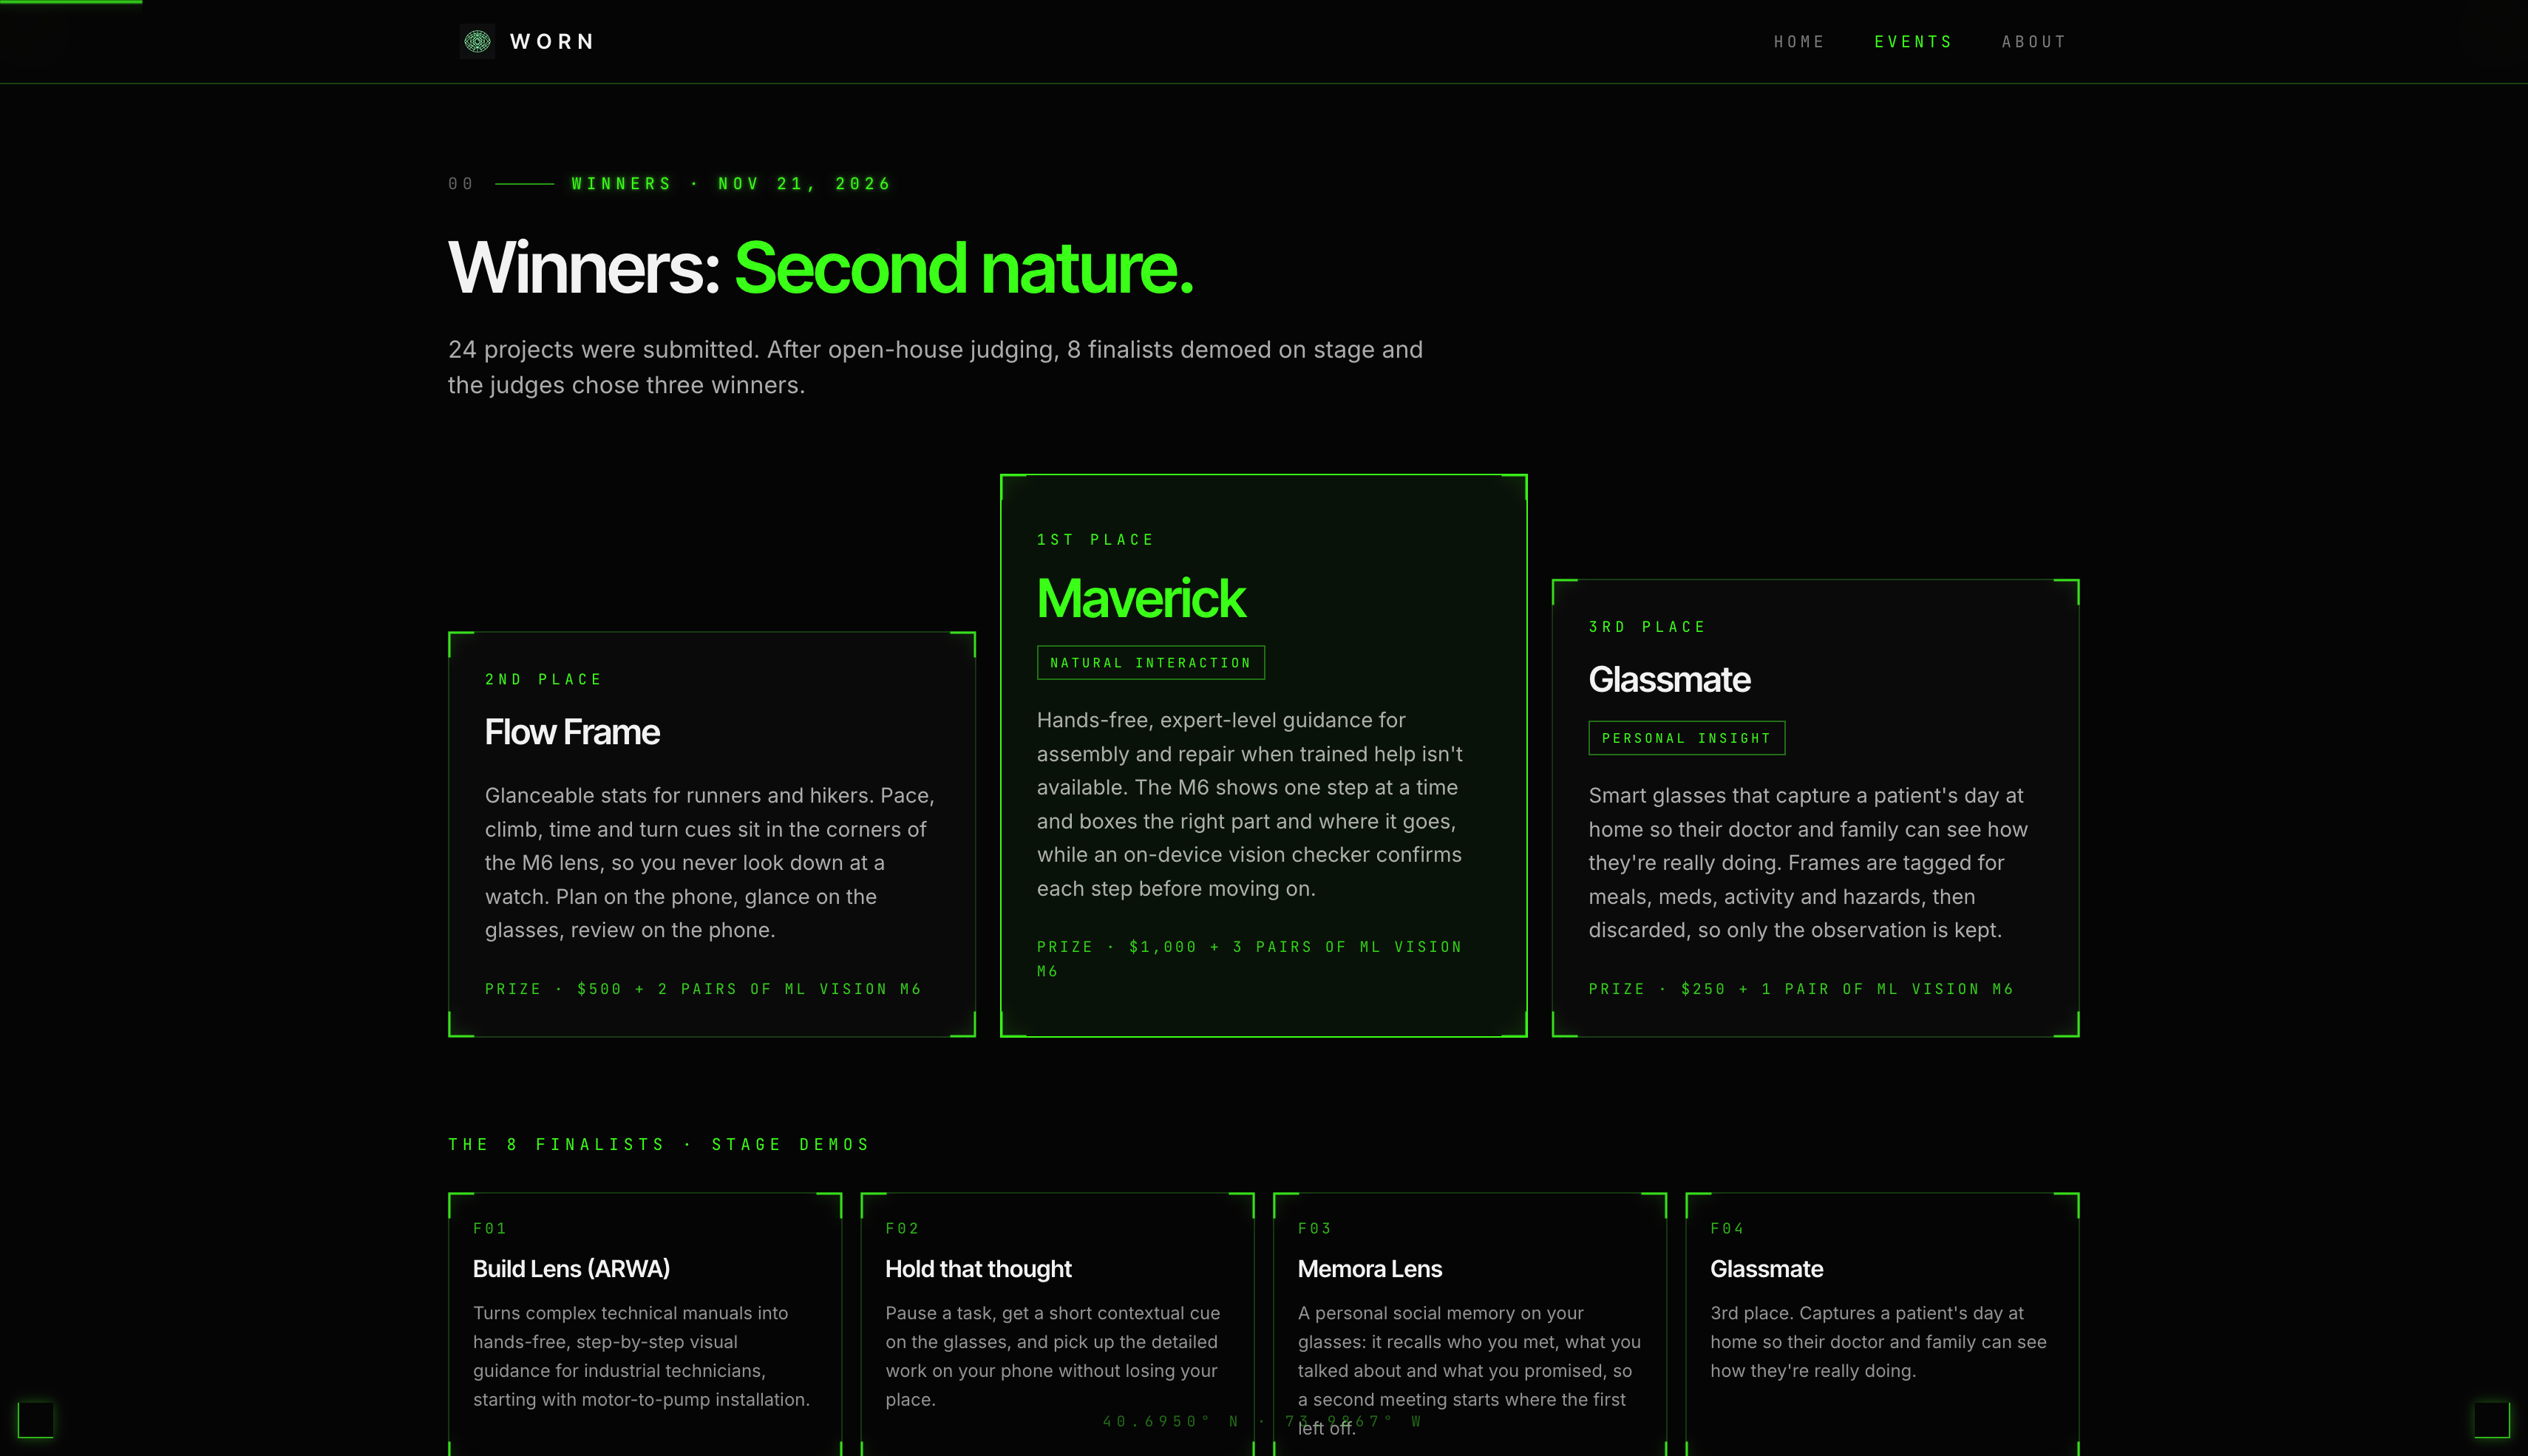 WORN
HOME EVENTS ABOUT
00 WINNERS · NOV 21, 2026
Winners: Second nature.
24 projects were submitted. After open-house judging, 8 finalists demoed on stage and
the judges chose three winners.
2ND PLACE
Flow Frame
Glanceable stats for runners and hikers. Pace,
climb, time and turn cues sit in the corners of
the M6 lens, so you never look down at a
watch. Plan on the phone, glance on the
glasses, review on the phone.
PRIZE · $500 + 2 PAIRS OF ML VISION M6
1ST PLACE
Maverick
NATURAL INTERACTION
Hands-free, expert-level guidance for
assembly and repair when trained help isn't
available. The M6 shows one step at a time
and boxes the right part and where it goes,
while an on-device vision checker confirms
each step before moving on.
PRIZE · $1,000 + 3 PAIRS OF ML VISION
M6
3RD PLACE
Glassmate
PERSONAL INSIGHT
Smart glasses that capture a patient's day at
home so their doctor and family can see how
they're really doing. Frames are tagged for
meals, meds, activity and hazards, then
discarded, so only the observation is kept.
PRIZE · $250 + 1 PAIR OF ML VISION M6
THE 8 FINALISTS · STAGE DEMOS
F01
Build Lens (ARWA)
Turns complex technical manuals into
hands-free, step-by-step visual
guidance for industrial technicians,
starting with motor-to-pump installation.
F02
Hold that thought
Pause a task, get a short contextual cue
on the glasses, and pick up the detailed
work on your phone without losing your
place.
F03
Memora Lens
A personal social memory on your
glasses: it recalls who you met, what you
talked about and what you promised, so
a second meeting starts where the first
left off.
F04
Glassmate
3rd place. Captures a patient's day at
home so their doctor and family can see
how they're really doing.
40.6950° N · 73.9867° W